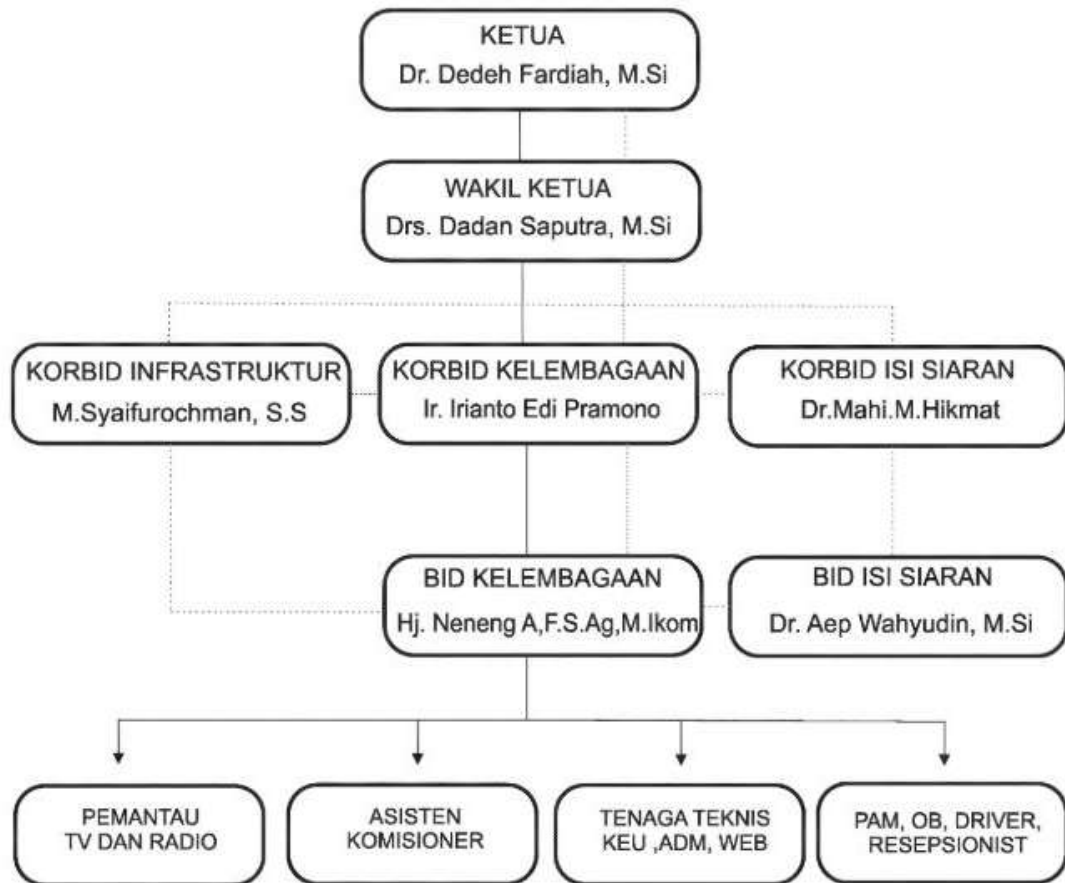 KETUA
Dr. Dedeh Fardiah, M.Si
WAKIL KETUA
Drs. Dadan Saputra, M.Si
KORBID INFRASTRUKTUR
M.Syaifurochman, S.S
KORBID KELEMBAGAAN
Ir. Irianto Edi Pramono
KORBID ISI SIARAN
Dr.Mahi.M.Hikmat
BID KELEMBAGAAN
Hj. Neneng A,F.S.Ag,M.Ikom
BID ISI SIARAN
Dr. Aep Wahyudin, M.Si
PEMANTAU
TV DAN RADIO
ASISTEN
KOMISIONER
TENAGA TEKNIS
KEU ,ADM, WEB
PAM, OB, DRIVER,
RESEPSIONIST